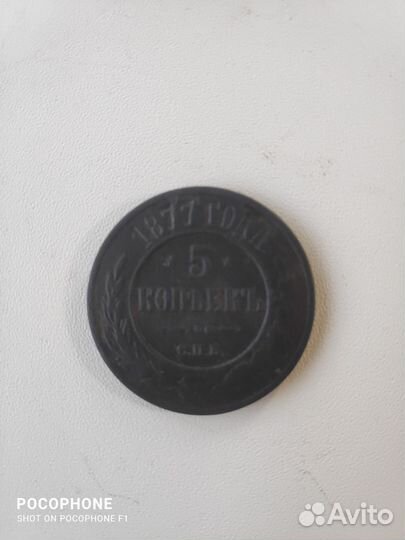 1877 ГОДА
5
КОПѢЕКЪ
С.П.Б.
POCOPHONE
SHOT ON POCOPHONE F1
Avito